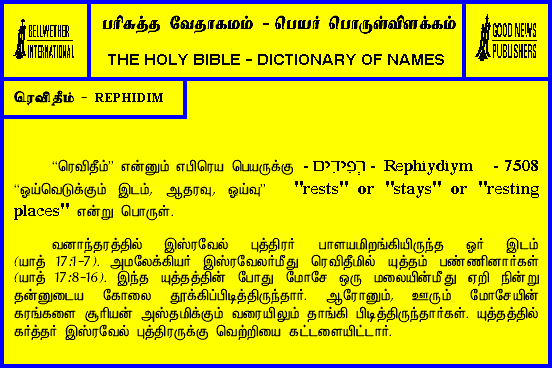 BELLWETHER
INTERNATIONAL
பரிசுத்த வேதாகமம் - பெயர் பொருள்விளக்கம்
THE HOLY BIBLE - DICTIONARY OF NAMES
GOOD NEWS
PUBLISHERS
ரெவிதீம் - REPHIDIM
“ரெவிதீம்” என்னும் எபிரெய பெயருக்கு - רְפִידִים - Rephiydiym - 7508
“ஓய்வெடுக்கும் இடம், ஆதரவு, ஓய்வு” "rests" or "stays" or "resting
places" என்று பொருள்.
வனாந்தரத்தில் இஸ்ரவேல் புத்திரர் பாளயமிறங்கியிருந்த ஓர் இடம்
(யாத் 17:1-7). அமலேக்கியர் இஸ்ரவேலர்மீது ரெவிதீமில் யுத்தம் பண்ணினார்கள்
(யாத் 17:8-16). இந்த யுத்தத்தின் போது மோசே ஒரு மலையின்மீது ஏறி நின்று
தன்னுடைய கோலை தூக்கிப்பிடித்திருந்தார். ஆரோனும், ஊரும் மோசேயின்
கரங்களை சூரியன் அஸ்தமிக்கும் வரையிலும் தாங்கி பிடித்திருந்தார்கள். யுத்தத்தில்
கர்த்தர் இஸ்ரவேல் புத்திரருக்கு வெற்றியை கட்டளையிட்டார்.